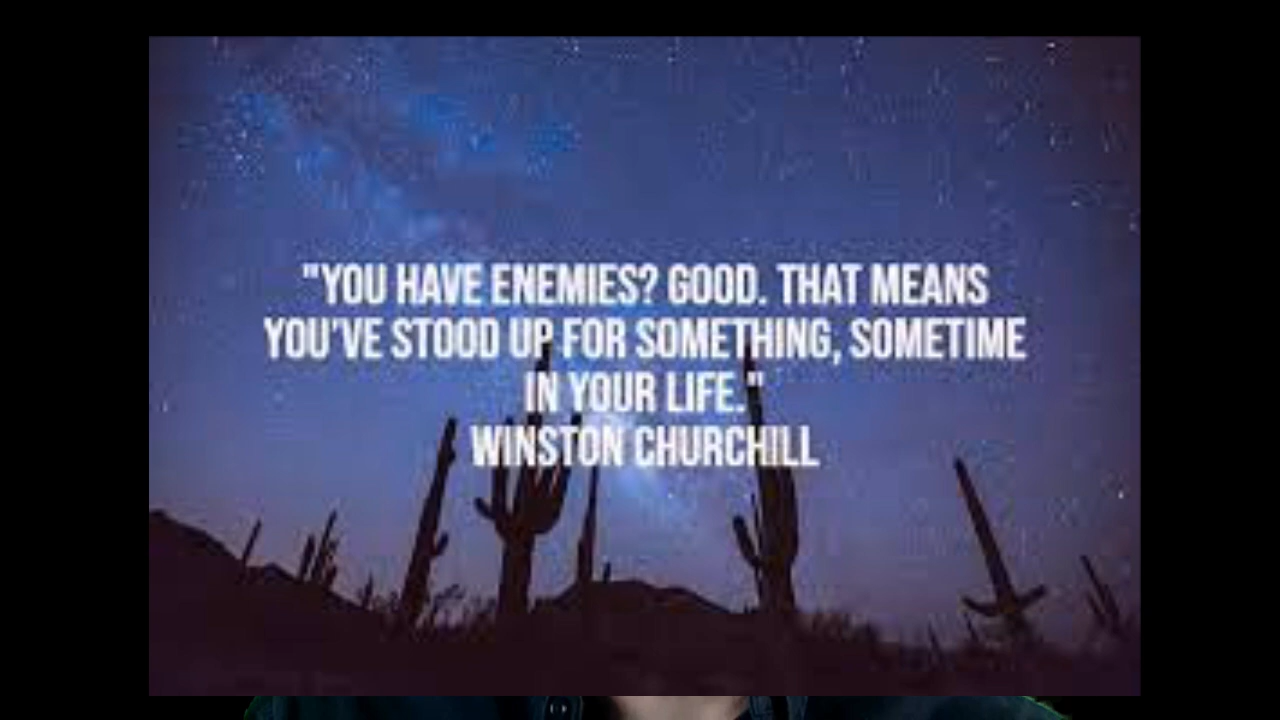 "YOU HAVE ENEMIES? GOOD. THAT MEANS
YOU'VE STOOD UP FOR SOMETHING, SOMETIME
IN YOUR LIFE."
WINSTON CHURCHILL